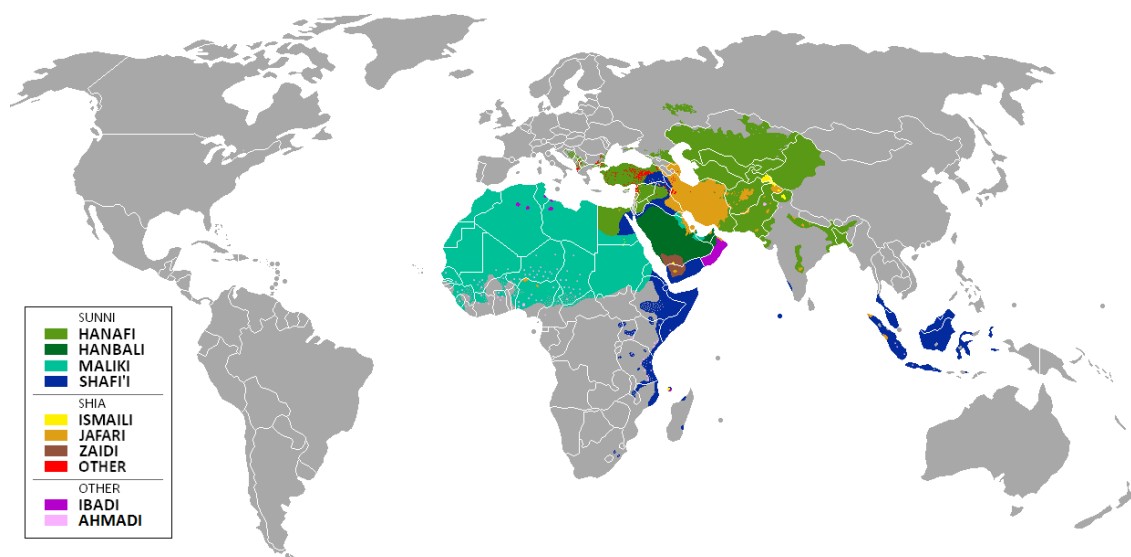 SUNNI
HANAFI
HANBALI
MALIKI
SHAFI'I
SHIA
ISMAILI
JAFARI
ZAIDI
OTHER
OTHER
IBADI
AHMADI